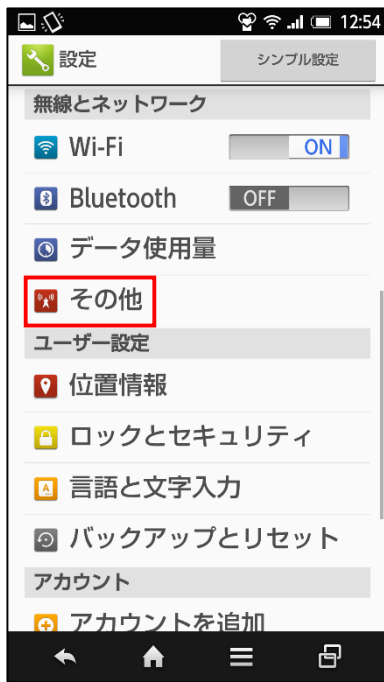 12:54
設定
シンプル設定
無線とネットワーク
Wi-Fi
ON
Bluetooth
OFF
データ使用量
その他
ユーザー設定
位置情報
ロックとセキュリティ
言語と文字入力
バックアップとリセット
アカウント
アカウントを追加